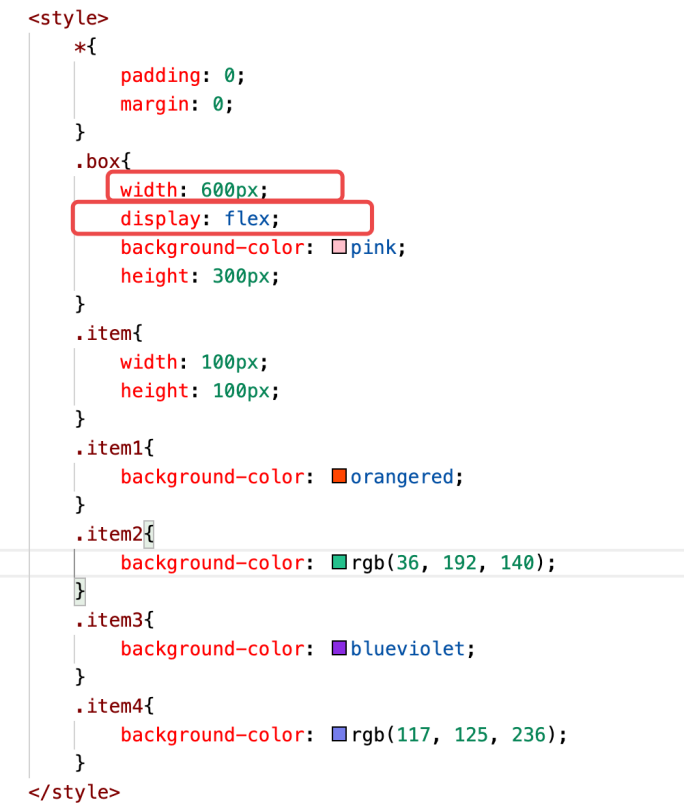 <style>
*{
padding: 0;
margin: 0;
}
.box{
width: 600px;
display: flex;
background-color: pink;
height: 300px;
}
.item{
width: 100px;
height: 100px;
}
.item1{
background-color: orangered;
}
.item2{
background-color: rgb(36, 192, 140);
}
.item3{
background-color: blueviolet;
}
.item4{
background-color: rgb(117, 125, 236);
}
</style>